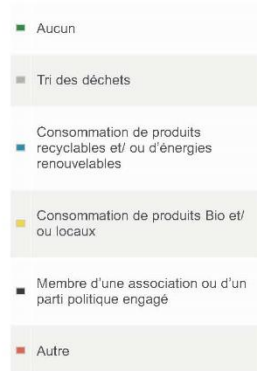 Aucun
Tri des déchets
Consommation de produits
recyclables et/ ou d'énergies
renouvelables
Consommation de produits Bio et/
ou locaux
Membre d'une association ou d'un
parti politique engagé
Autre